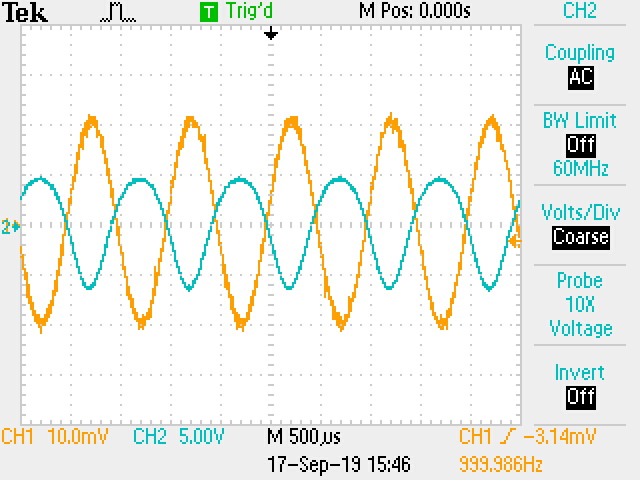 Tek T Trig'd M Pos: 0.000s CH2
Coupling
AC
BW Limit
Off
60MHz
Volts/Div
Coarse
Probe
10X
Voltage
Invert
Off
2
CH1 10.0mV CH2 5.00V M 500µs CH1 -3.14mV
17-Sep-19 15:46 999.986Hz